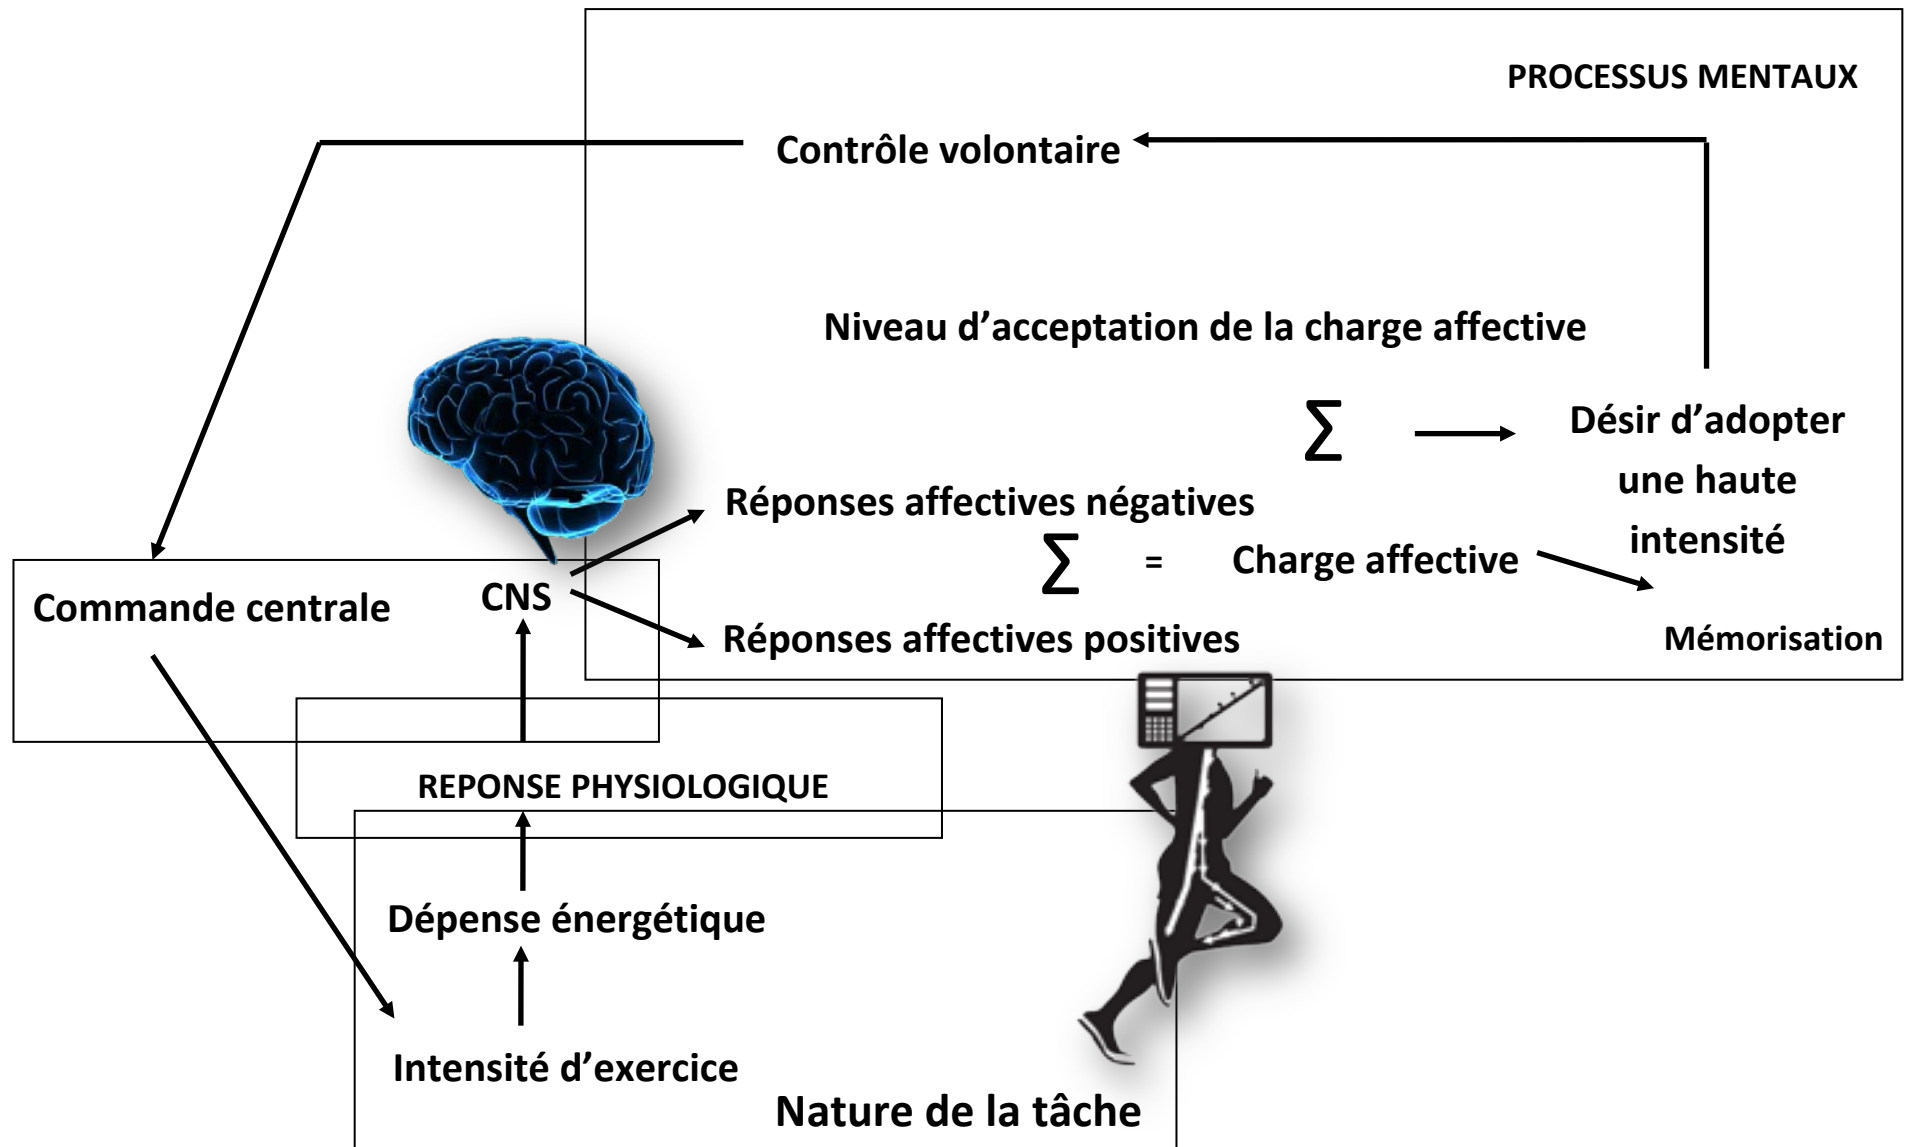 PROCESSUS MENTAUX
Contrôle volontaire
Niveau d’acceptation de la charge affective
Σ
Désir d’adopter
une haute
intensité
Réponses affectives négatives
Σ = Charge affective
CNS
Commande centrale
Réponses affectives positives
Mémorisation
REPONSE PHYSIOLOGIQUE
Dépense énergétique
Intensité d’exercice
Nature de la tâche